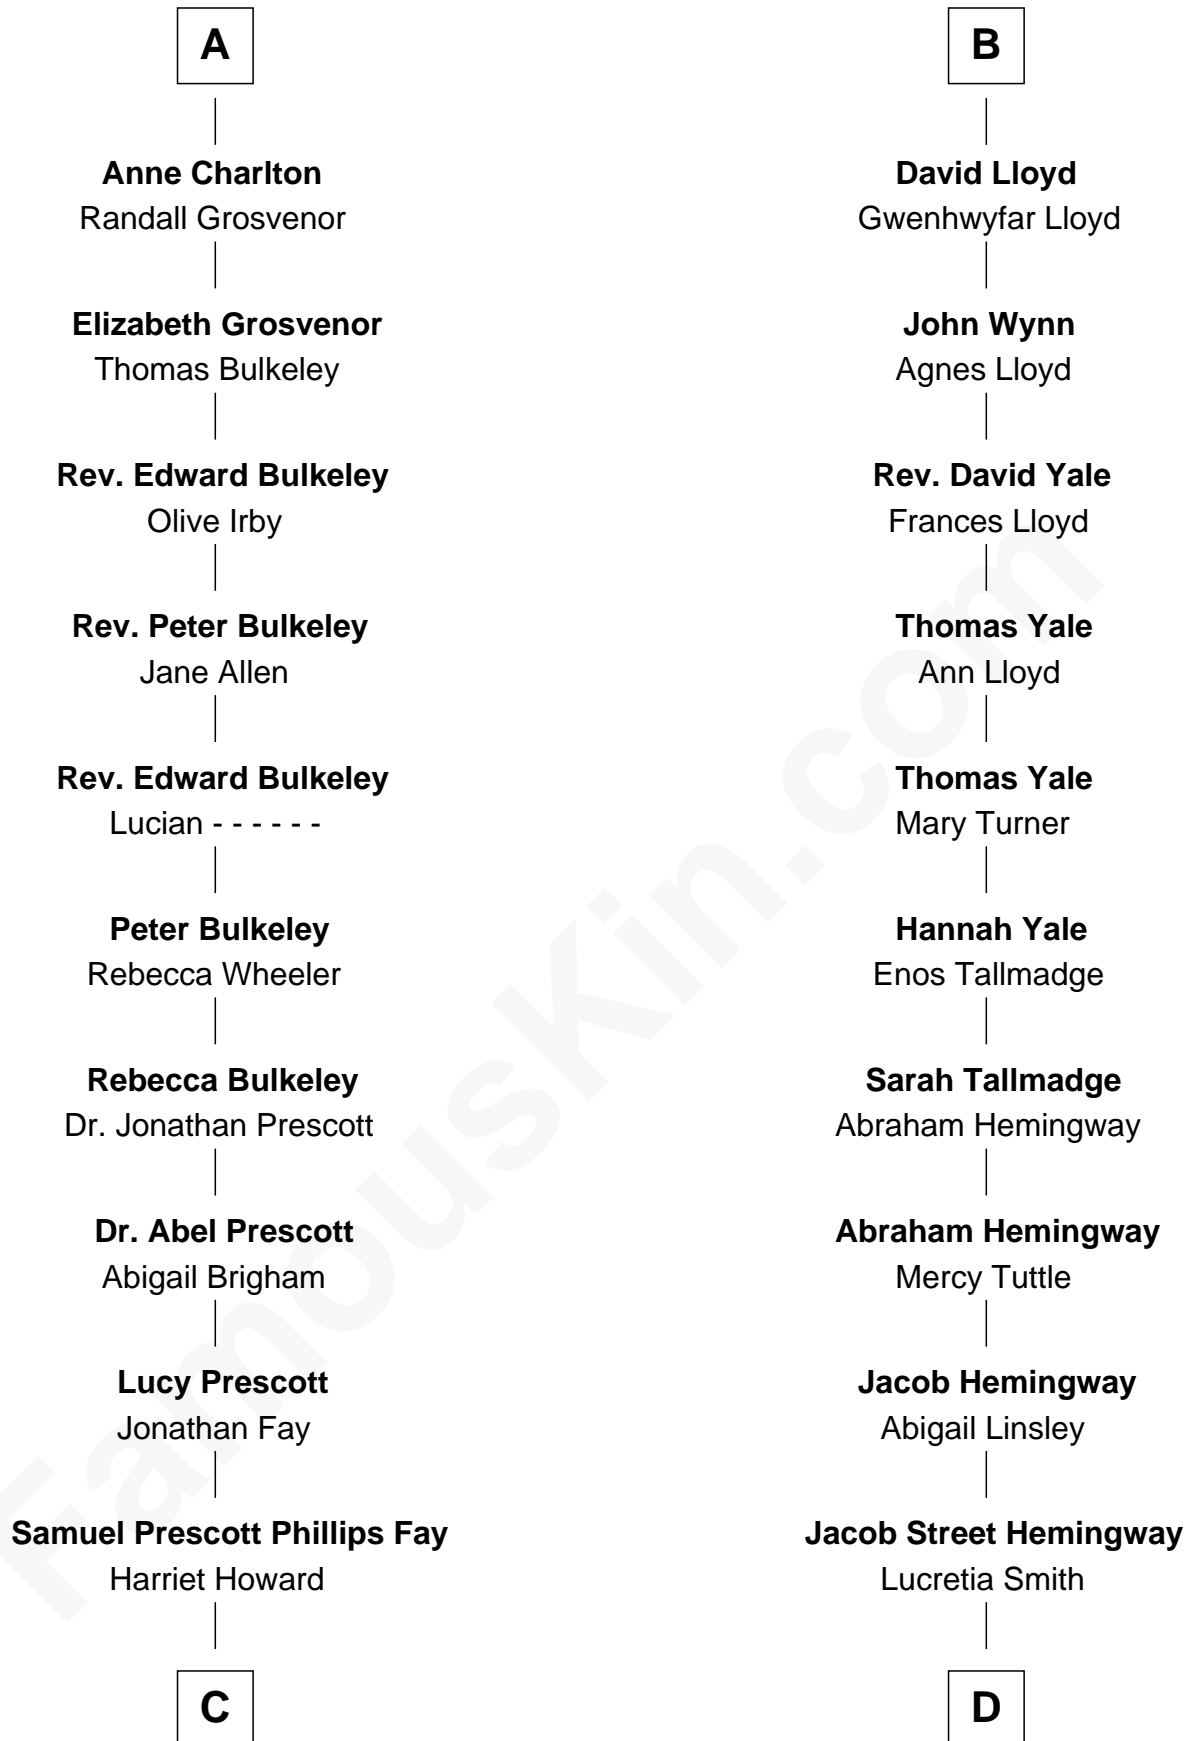 A
Anne Charlton
Randall Grosvenor
Elizabeth Grosvenor
Thomas Bulkeley
Rev. Edward Bulkeley
Olive Irby
Rev. Peter Bulkeley
Jane Allen
Rev. Edward Bulkeley
Lucian - - - - - -
Peter Bulkeley
Rebecca Wheeler
Rebecca Bulkeley
Dr. Jonathan Prescott
Dr. Abel Prescott
Abigail Brigham
Lucy Prescott
Jonathan Fay
Samuel Prescott Phillips Fay
Harriet Howard
C
B
David Lloyd
Gwenhwyfar Lloyd
John Wynn
Agnes Lloyd
Rev. David Yale
Frances Lloyd
Thomas Yale
Ann Lloyd
Thomas Yale
Mary Turner
Hannah Yale
Enos Tallmadge
Sarah Tallmadge
Abraham Hemingway
Abraham Hemingway
Mercy Tuttle
Jacob Hemingway
Abigail Linsley
Jacob Street Hemingway
Lucretia Smith
D
FamousKin.com